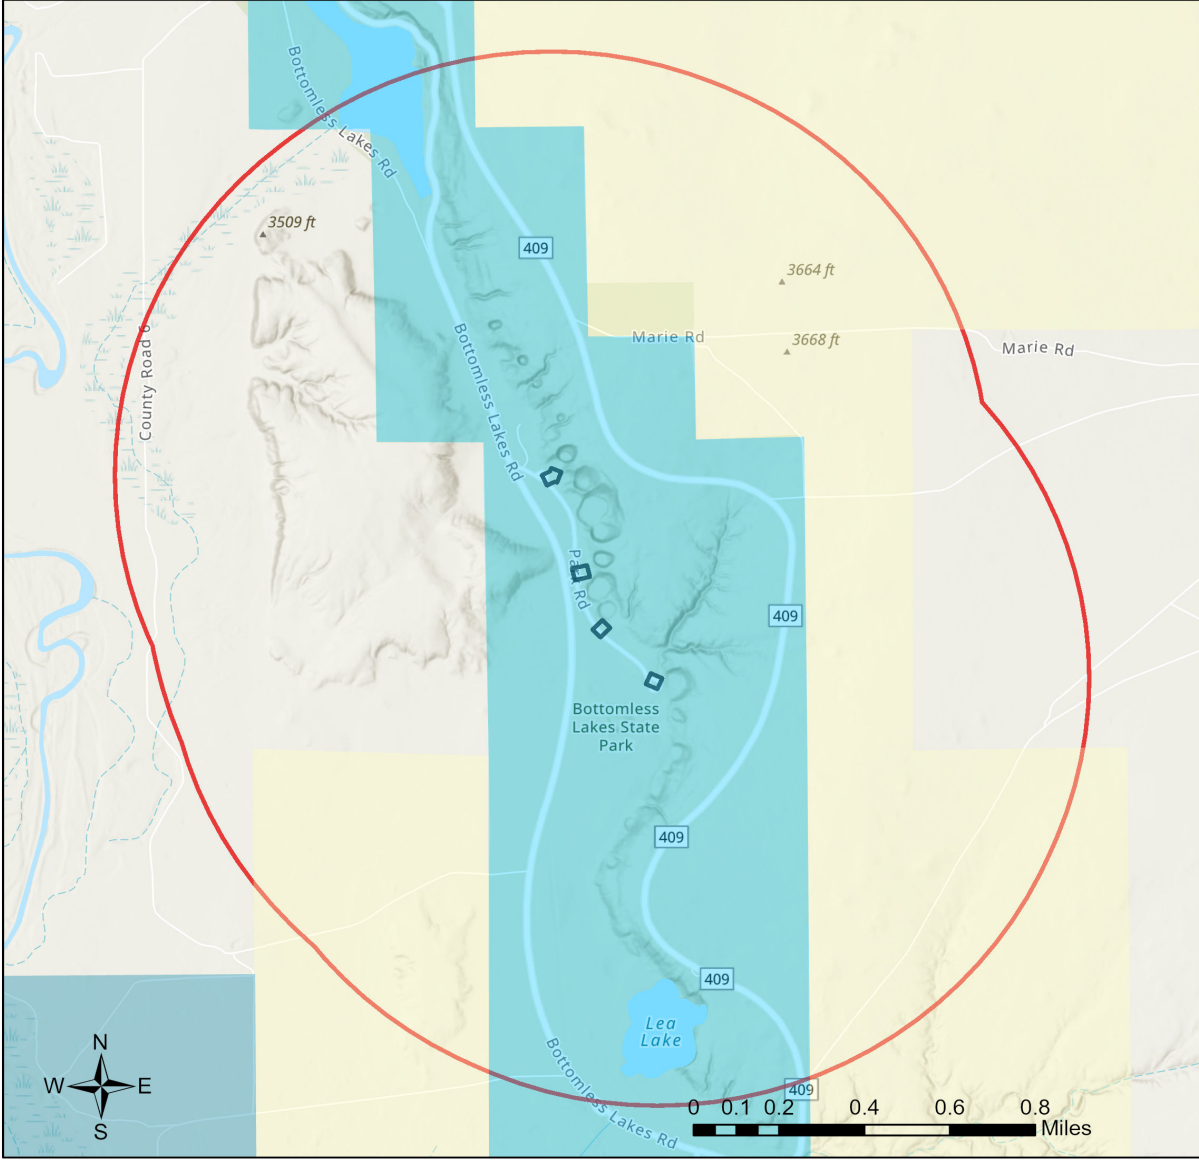 Bottomless Lakes Rd
3509 ft
409
3664 ft
Marie Rd
3668 ft
Marie Rd
County Road 6
Bottomless Lakes Rd
Park Rd
409
Bottomless
Lakes State
Park
409
409
Lea
Lake
N
W E
S
Bottomless Lakes Rd
409
0 0.1 0.2 0.4 0.6 0.8
Miles